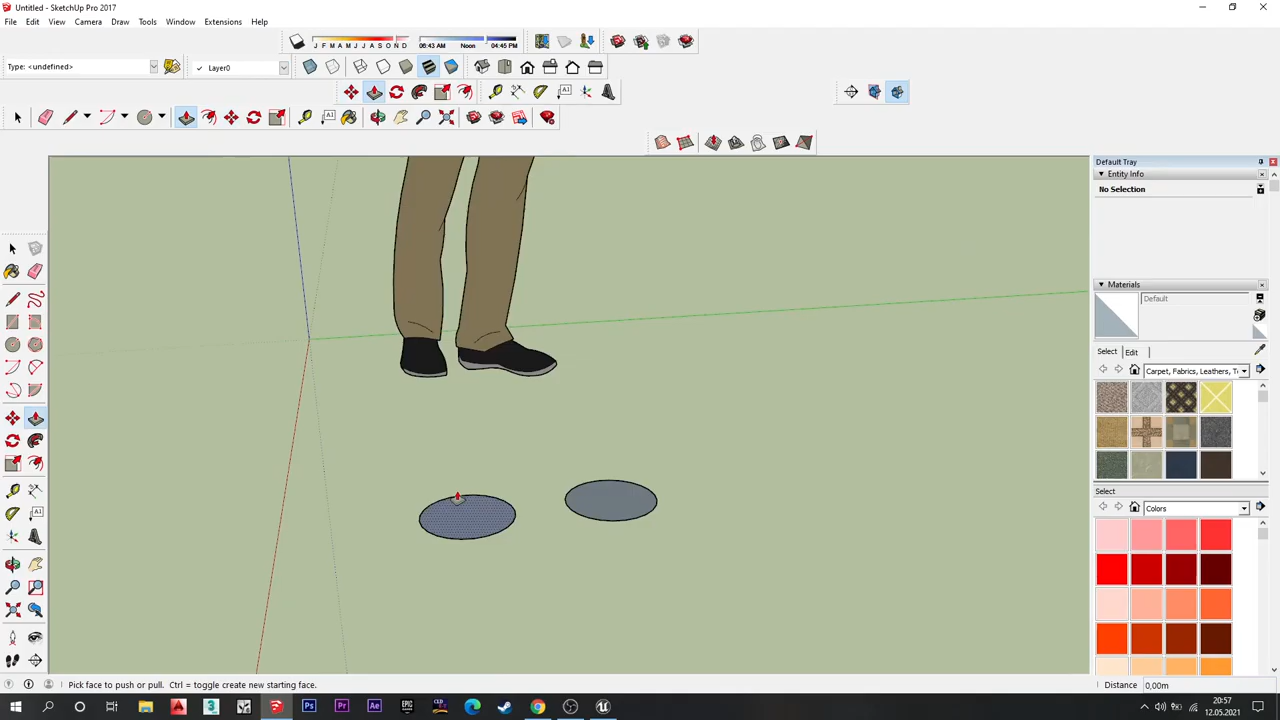 Untitled - SketchUp Pro 2017
File Edit View Camera Draw Tools Window Extensions Help
J F M A M J J A S O N D 06:43 AM Noon 04:45 PM
Type: <undefined>
Layer0
Default Tray
Entity Info
No Selection
Materials
Default
Select Edit
Carpet, Fabrics, Leathers, T
Select
Colors
Pick face to push or pull. Ctrl = toggle create new starting face.
Distance 0,00m
20:57
12.05.2021